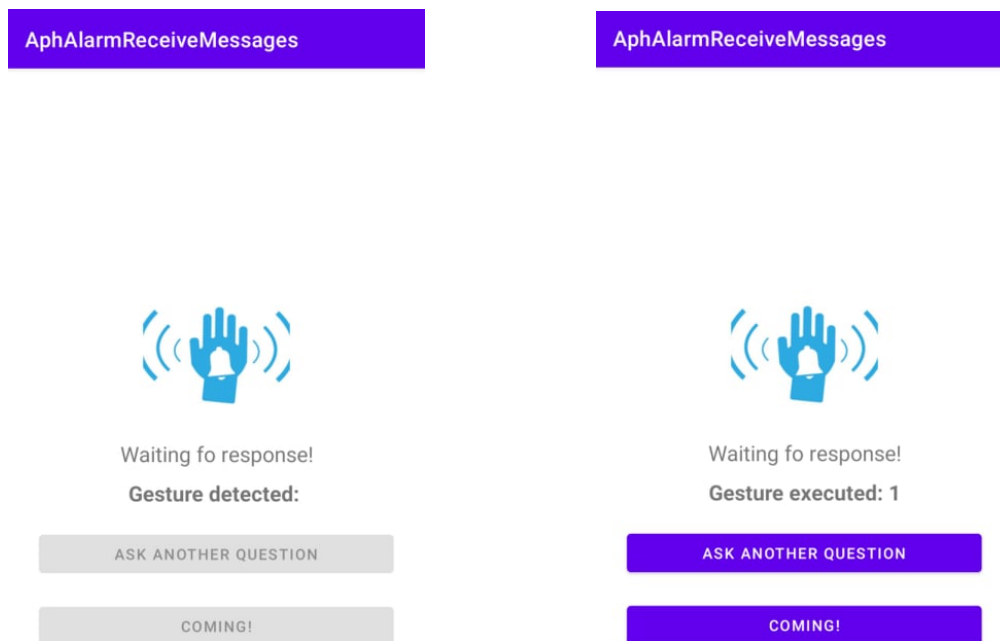 AphAlarmReceiveMessages
Waiting fo response!
Gesture detected:
ASK ANOTHER QUESTION
COMING!
AphAlarmReceiveMessages
Waiting fo response!
Gesture executed: 1
ASK ANOTHER QUESTION
COMING!